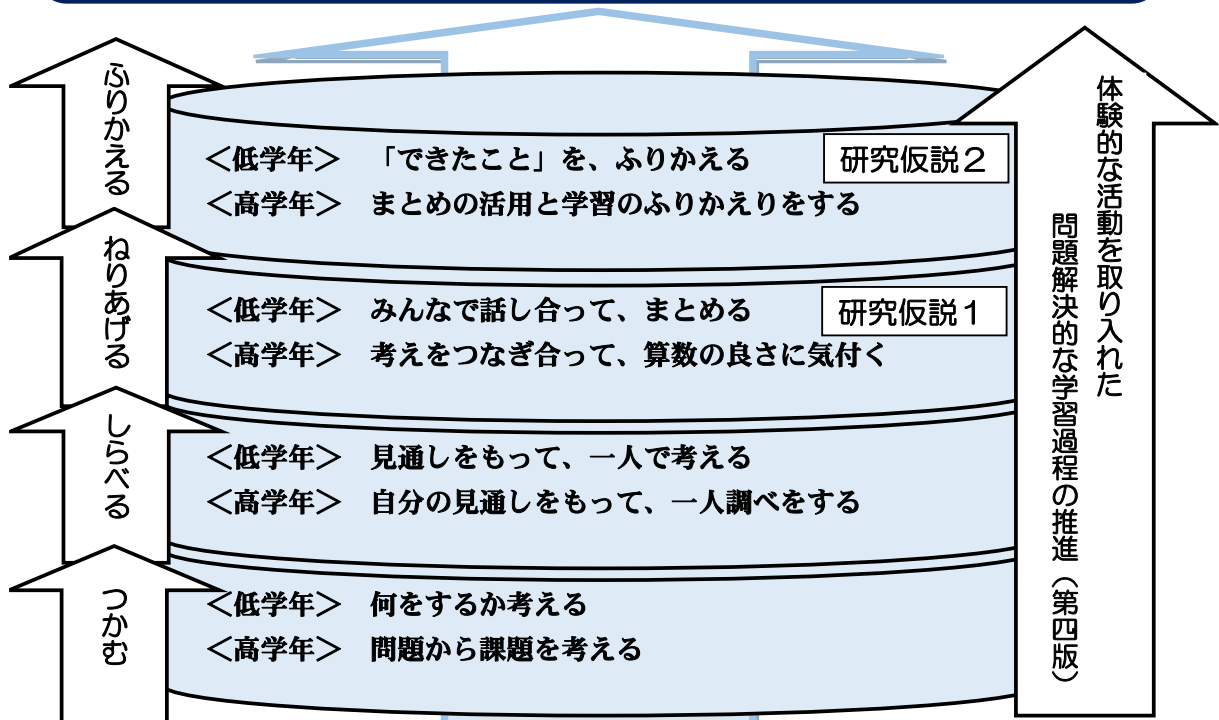 ふりかえる
＜低学年＞　「できたこと」を、ふりかえる
研究仮説２
＜高学年＞　まとめの活用と学習のふりかえりをする
ねりあげる
＜低学年＞　みんなで話し合って、まとめる
研究仮説１
＜高学年＞　考えをつなぎ合って、算数の良さに気付く
しらべる
＜低学年＞　見通しをもって、一人で考える
＜高学年＞　自分の見通しをもって、一人調べをする
つかむ
＜低学年＞　何をするか考える
＜高学年＞　問題から課題を考える
体験的な活動を取り入れた
問題解決的な学習過程の推進（第四版）